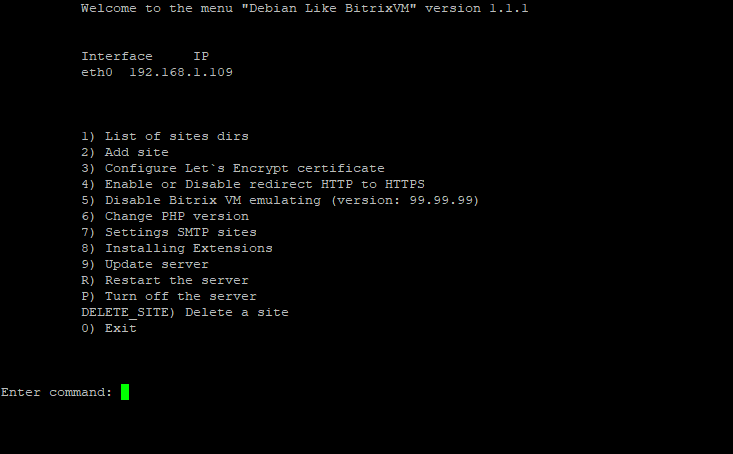 Welcome to the menu "Debian Like BitrixVM" version 1.1.1
Interface IP
eth0 192.168.1.109
1) List of sites dirs
2) Add site
3) Configure Let`s Encrypt certificate
4) Enable or Disable redirect HTTP to HTTPS
5) Disable Bitrix VM emulating (version: 99.99.99)
6) Change PHP version
7) Settings SMTP sites
8) Installing Extensions
9) Update server
R) Restart the server
P) Turn off the server
DELETE_SITE) Delete a site
0) Exit
Enter command: